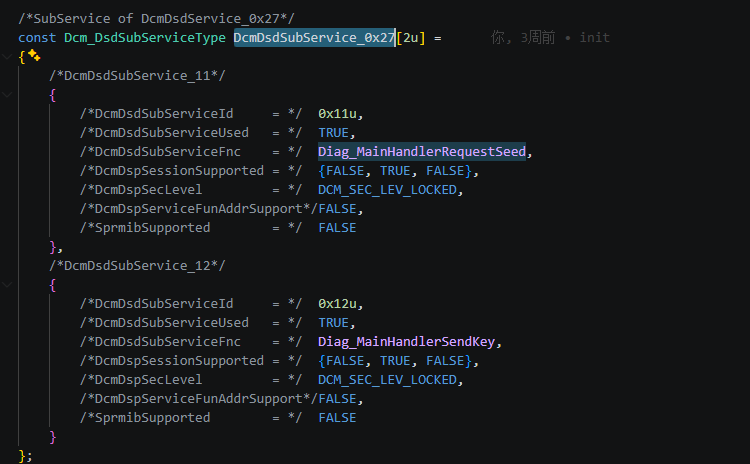 /*SubService of DcmDsdService_0x27*/
const Dcm_DsdSubServiceType DcmDsdSubService_0x27[2u] =      你, 3周前 • init
{
    /*DcmDsdSubService_11*/
    {
        /*DcmDsdSubServiceId     = */  0x11u,
        /*DcmDsdSubServiceUsed   = */  TRUE,
        /*DcmDsdSubServiceFnc    = */  Diag_MainHandlerRequestSeed,
        /*DcmDspSessionSupported = */  {FALSE, TRUE, FALSE},
        /*DcmDspSecLevel         = */  DCM_SEC_LEV_LOCKED,
        /*DcmDspServiceFunAddrSupport*/FALSE,
        /*SprmibSupported        = */  FALSE
    },
    /*DcmDsdSubService_12*/
    {
        /*DcmDsdSubServiceId     = */  0x12u,
        /*DcmDsdSubServiceUsed   = */  TRUE,
        /*DcmDsdSubServiceFnc    = */  Diag_MainHandlerSendKey,
        /*DcmDspSessionSupported = */  {FALSE, TRUE, FALSE},
        /*DcmDspSecLevel         = */  DCM_SEC_LEV_LOCKED,
        /*DcmDspServiceFunAddrSupport*/FALSE,
        /*SprmibSupported        = */  FALSE
    }
};